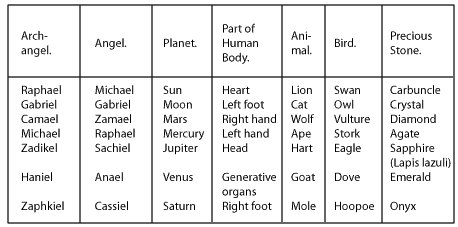 Arch- angel. Angel. Planet. Part of Human Body. Ani- mal. Bird. Precious Stone.
Raphael Michael Sun Heart Lion Swan Carbuncle
Gabriel Gabriel Moon Left foot Cat Owl Crystal
Camael Zamael Mars Right hand Wolf Vulture Diamond
Michael Raphael Mercury Left hand Ape Stork Agate
Zadikel Sachiel Jupiter Head Hart Eagle Sapphire
(Lapis lazuli)
Haniel Anael Venus Generative Goat Dove Emerald
organs
Zaphkiel Cassiel Saturn Right foot Mole Hoopoe Onyx